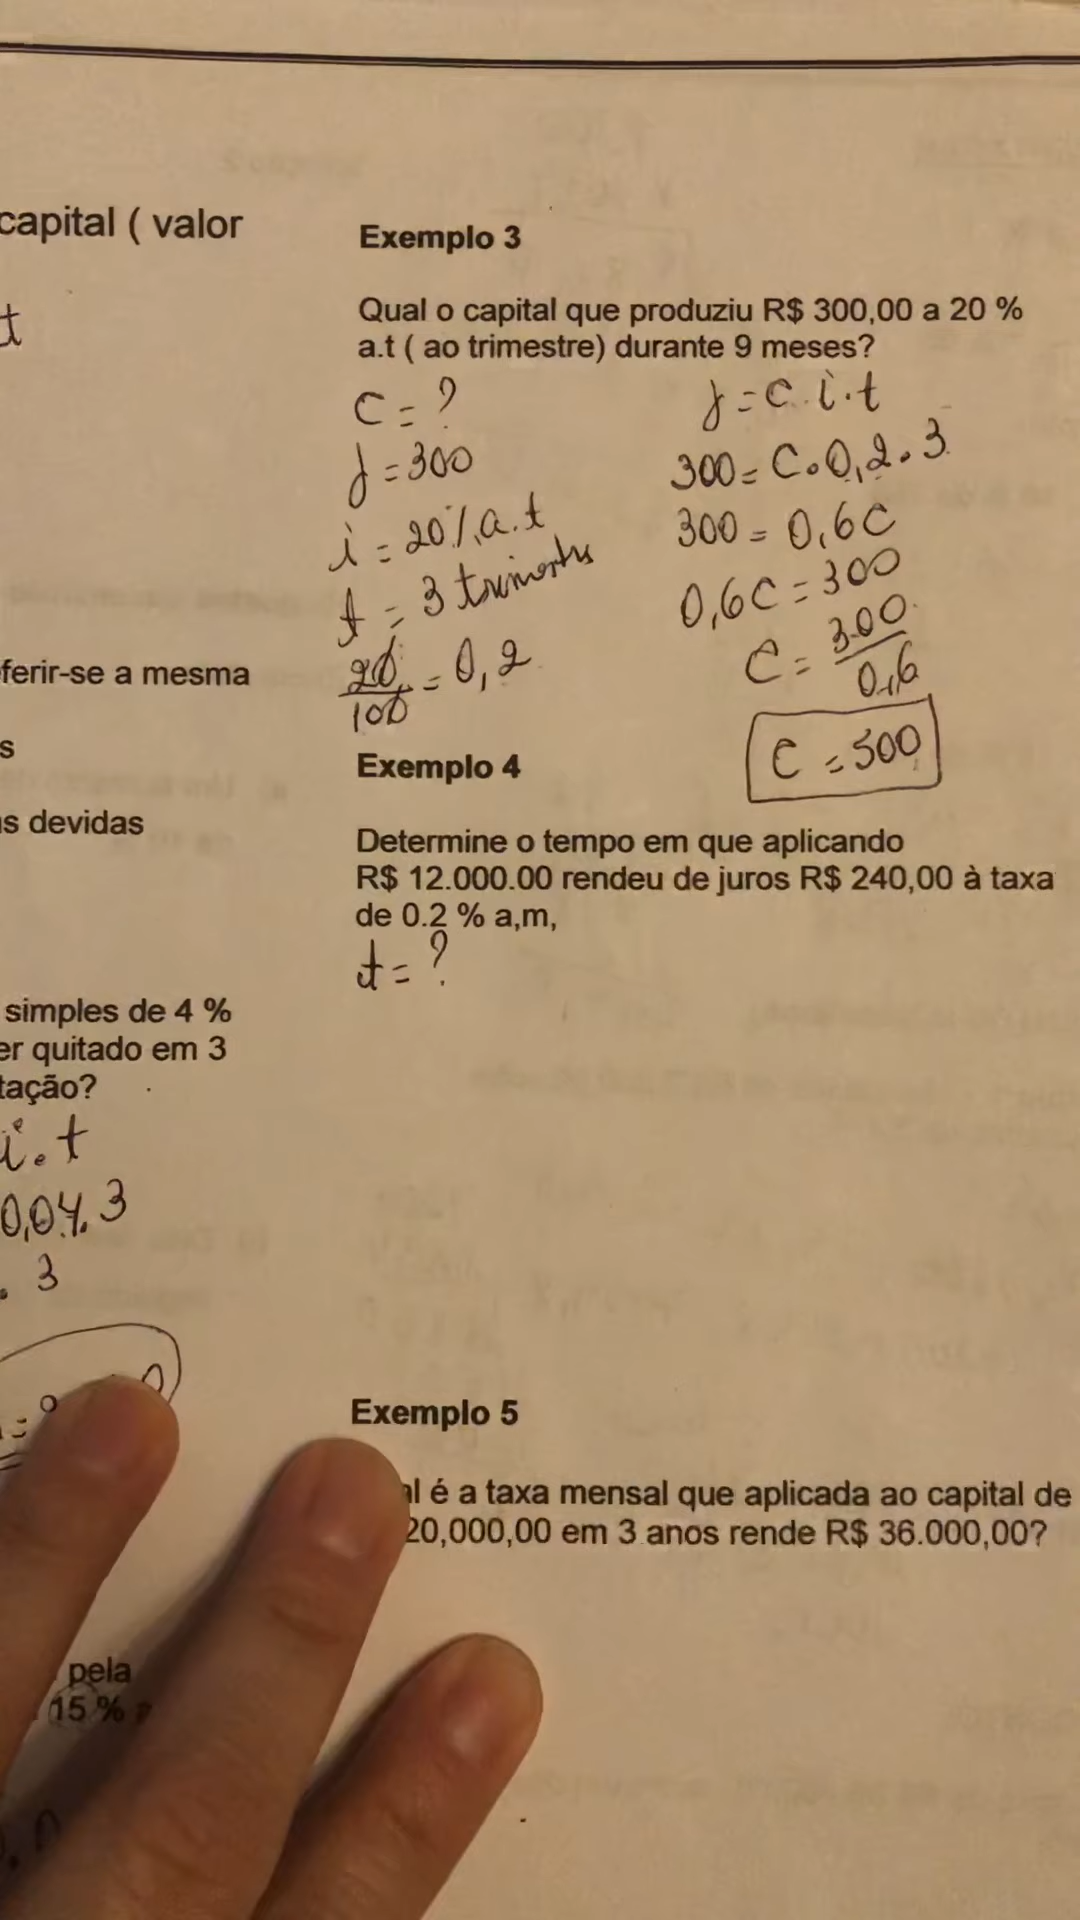 capital ( valor
t
ferir-se a mesma
s
s devidas
simples de 4 %
er quitado em 3
tação?
i.t
0,04.3
. 3
pela
15 %
Exemplo 3
Qual o capital que produziu R$ 300,00 a 20 %
a.t ( ao trimestre) durante 9 meses?
C = ?
j = 300
i = 20% a.t
t = 3 trimestres
20/100 = 0,2
j = C.i.t
300 = C.0,2.3
300 = 0,6C
0,6C = 300
C = 300/0,6
C = 500
Exemplo 4
Determine o tempo em que aplicando
R$ 12.000.00 rendeu de juros R$ 240,00 à taxa
de 0.2 % a,m,
t = ?
Exemplo 5
al é a taxa mensal que aplicada ao capital de
20,000,00 em 3 anos rende R$ 36.000,00?